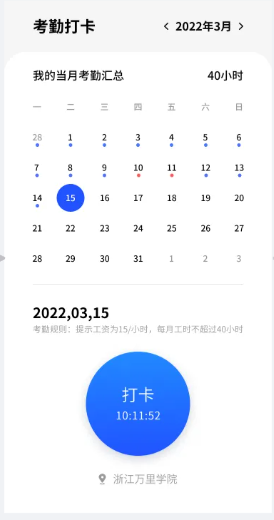 考勤打卡 < 2022年3月 >
我的当月考勤汇总 40小时
一 二 三 四 五 六 日
28 1 2 3 4 5 6
7 8 9 10 11 12 13
14 15 16 17 18 19 20
21 22 23 24 25 26 27
28 29 30 31 1 2 3
2022,03,15
考勤规则：提示工资为15/小时，每月工时不超过40小时
打卡
10:11:52
浙江万里学院